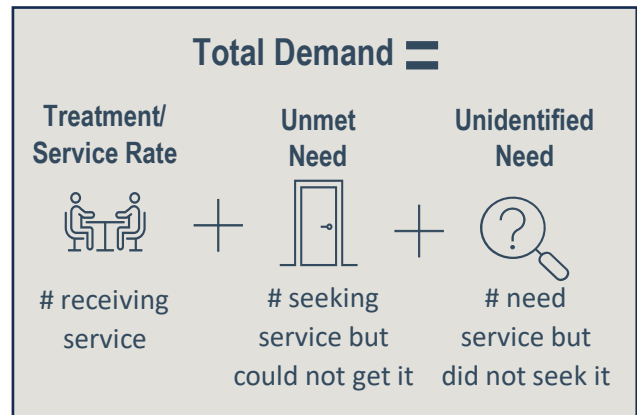 Total Demand =
Treatment/
Service Rate
+
Unmet
Need
+
Unidentified
Need
?
# receiving
service
# seeking
service but
could not get it
# need
service but
did not seek it